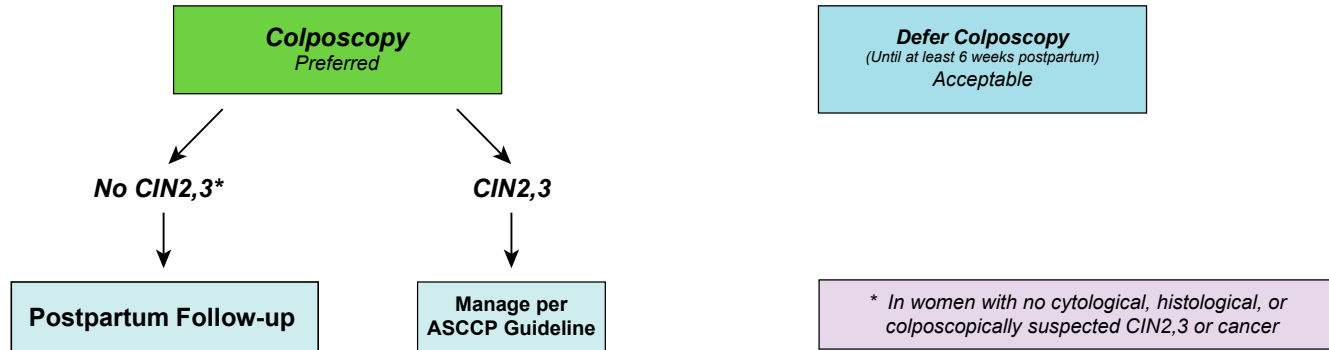 Colposcopy
Preferred
Defer Colposcopy
(Until at least 6 weeks postpartum)
Acceptable
No CIN2,3*
CIN2,3
Postpartum Follow-up
Manage per
ASCCP Guideline
* In women with no cytological, histological, or
colposcopically suspected CIN2,3 or cancer